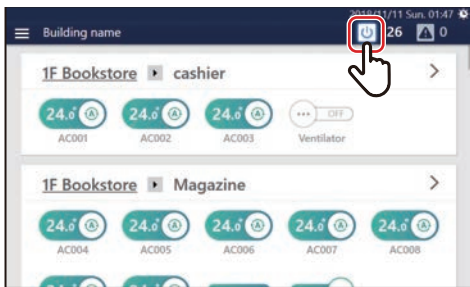 2018/11/11 Sun. 01:47
Building name
26
0
1F Bookstore ▶ cashier
24.0° A 24.0° A 24.0° A ... OFF
AC001 AC002 AC003 Ventilator
1F Bookstore ▶ Magazine
24.0° A 24.0° A 24.0° A 24.0° A 24.0° A
AC004 AC005 AC006 AC007 AC008